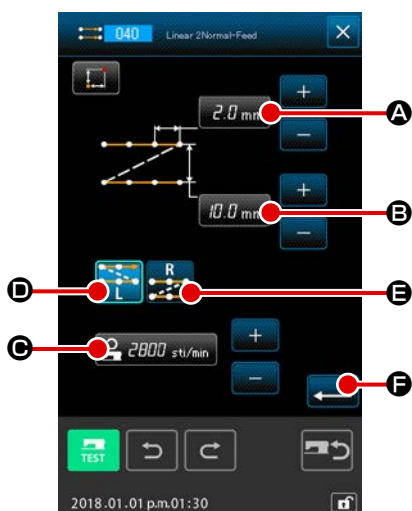 040 Linear 2Normal-Feed
+
2.0 mm A
−
+
10.0 mm B
−
D L R E
C 2800 sti/min +
−
F
TEST
2018.01.01 p.m.01:30